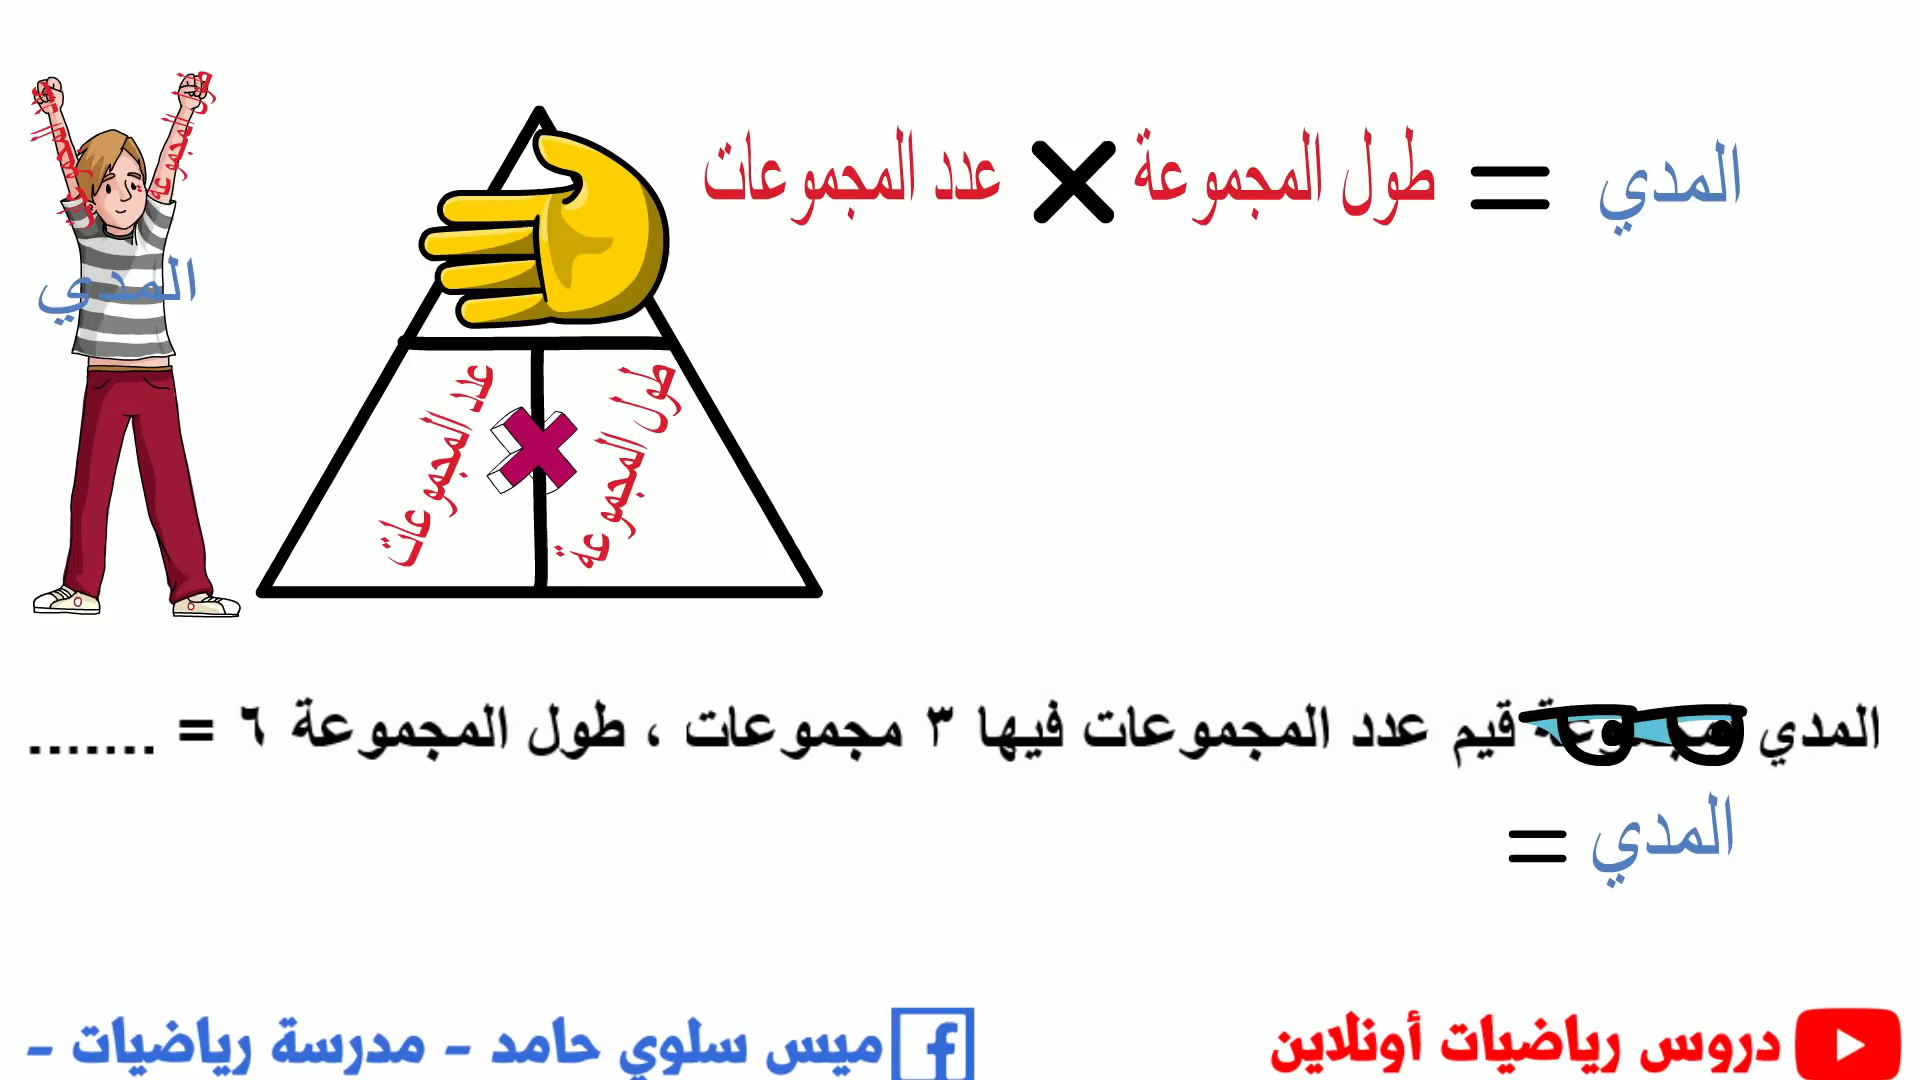 المدي = طول المجموعة × عدد المجموعات
المدي
طول المجموعة
عدد المجموعات
المدي مجموعة قيم عدد المجموعات فيها ٣ مجموعات ، طول المجموعة ٦ = .......
المدي =
دروس رياضيات أونلاين
ميس سلوي حامد - مدرسة رياضيات -